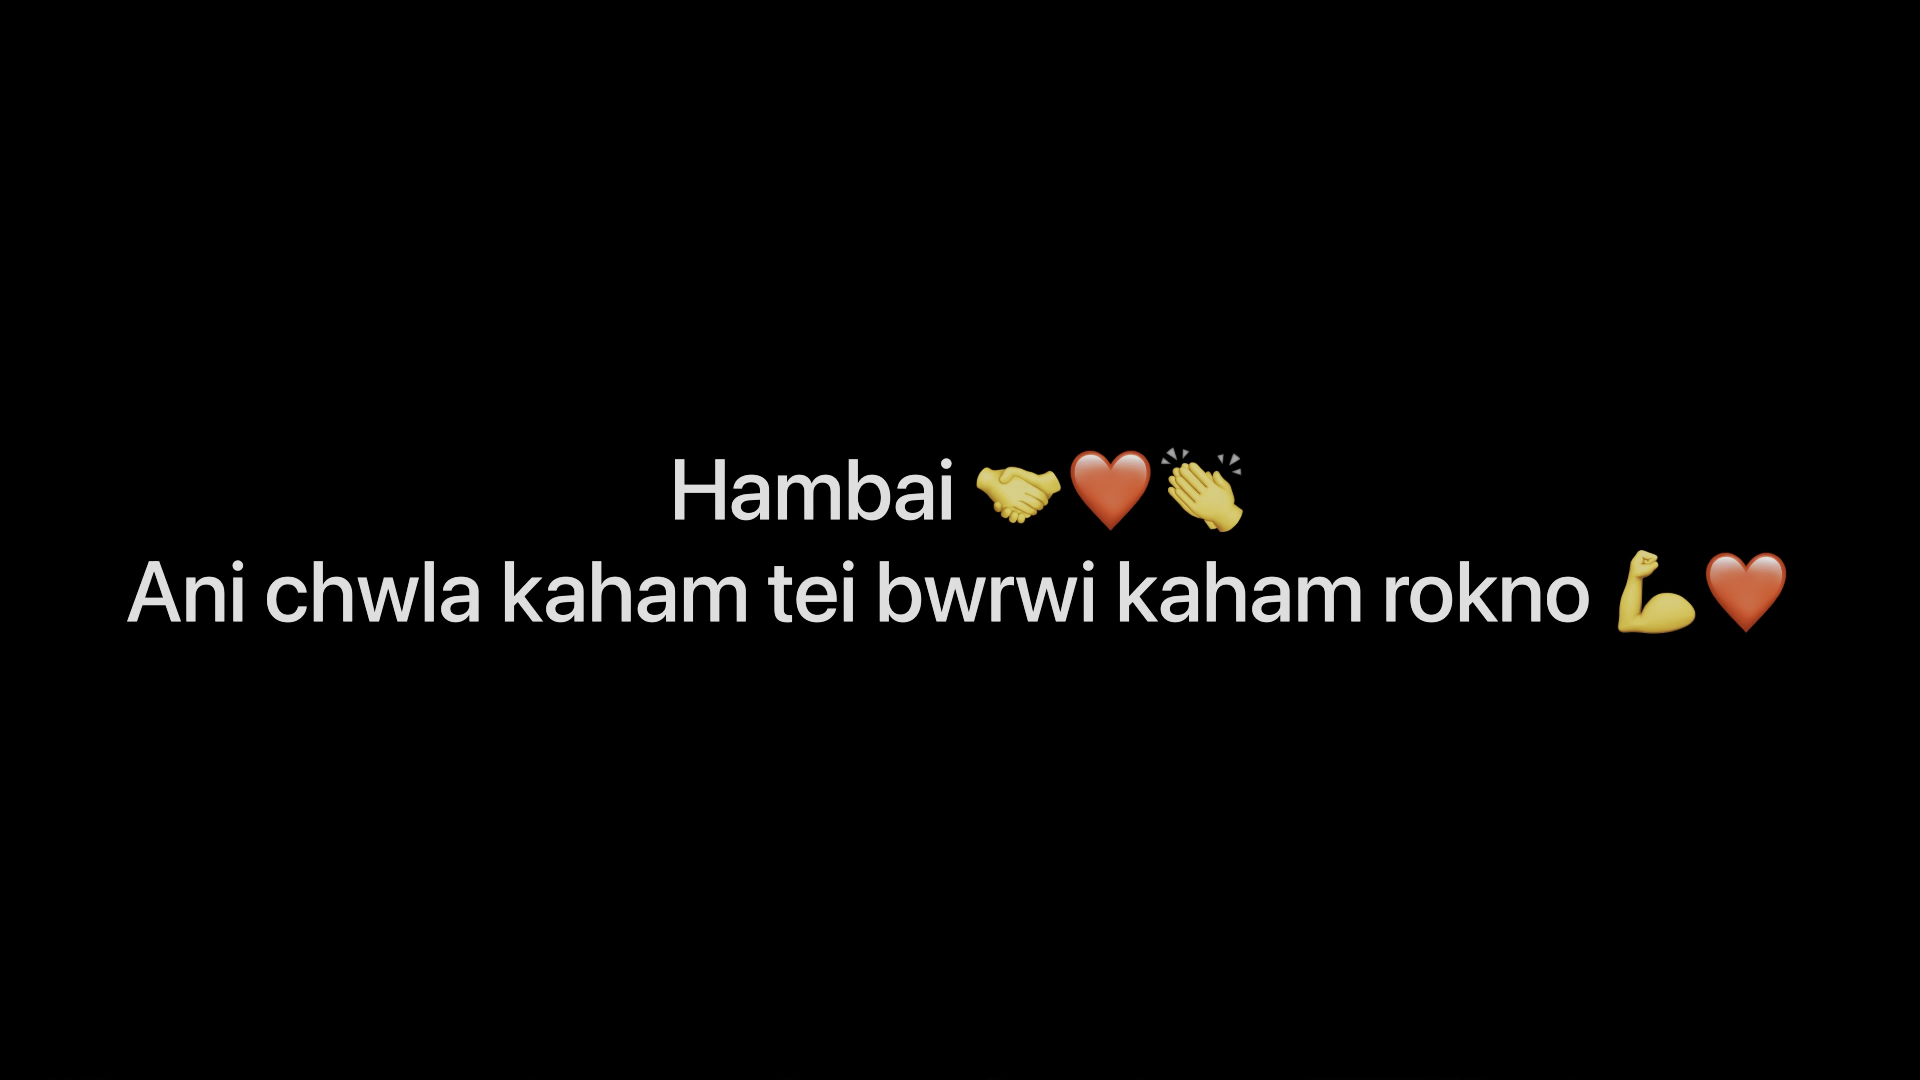 Hambai 🤝❤️👏
Ani chwla kaham tei bwrwi kaham rokno 💪❤️